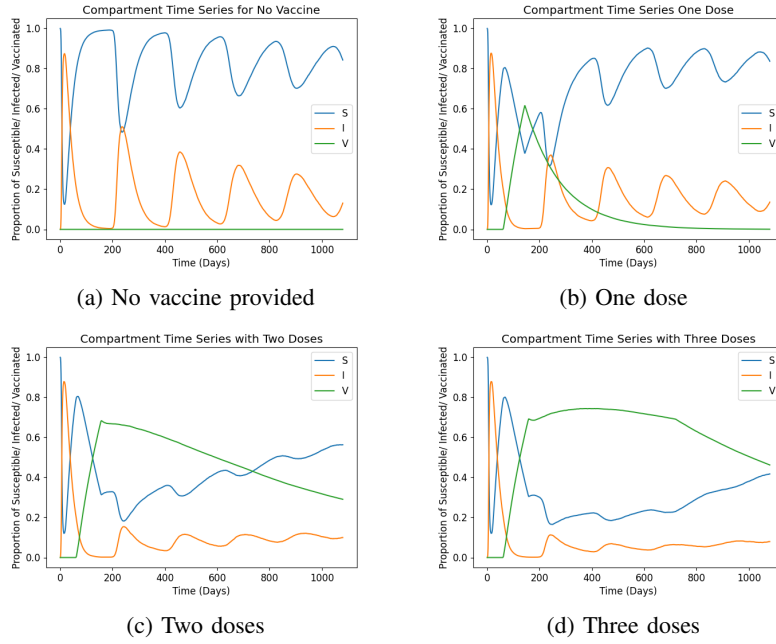 Compartment Time Series for No Vaccine
Proportion of Susceptible/ Infected/ Vaccinated
1.0
0.8
0.6
0.4
0.2
0.0
S
I
V
0 200 400 600 800 1000
Time (Days)
(a) No vaccine provided
Compartment Time Series One Dose
Proportion of Susceptible/ Infected/ Vaccinated
1.0
0.8
0.6
0.4
0.2
0.0
S
I
V
0 200 400 600 800 1000
Time (Days)
(b) One dose
Compartment Time Series with Two Doses
Proportion of Susceptible/ Infected/ Vaccinated
1.0
0.8
0.6
0.4
0.2
0.0
S
I
V
0 200 400 600 800 1000
Time (Days)
(c) Two doses
Compartment Time Series with Three Doses
Proportion of Susceptible/ Infected/ Vaccinated
1.0
0.8
0.6
0.4
0.2
0.0
S
I
V
0 200 400 600 800 1000
Time (Days)
(d) Three doses